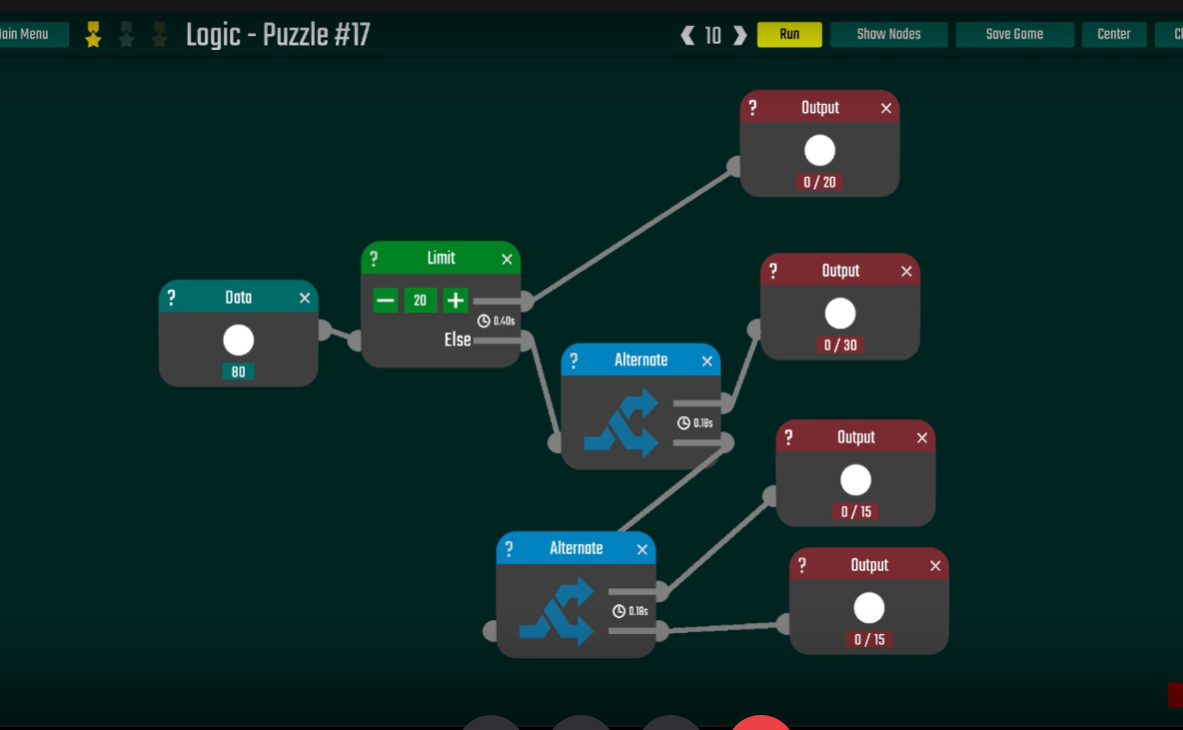 Main Menu
Logic - Puzzle #17
10
Run
Show Nodes
Save Game
Center
? Output ×
0 / 20
? Limit ×
20
0.40s
Else
? Data ×
80
? Output ×
0 / 30
? Alternate ×
0.18s
? Output ×
0 / 15
? Alternate ×
0.18s
? Output ×
0 / 15